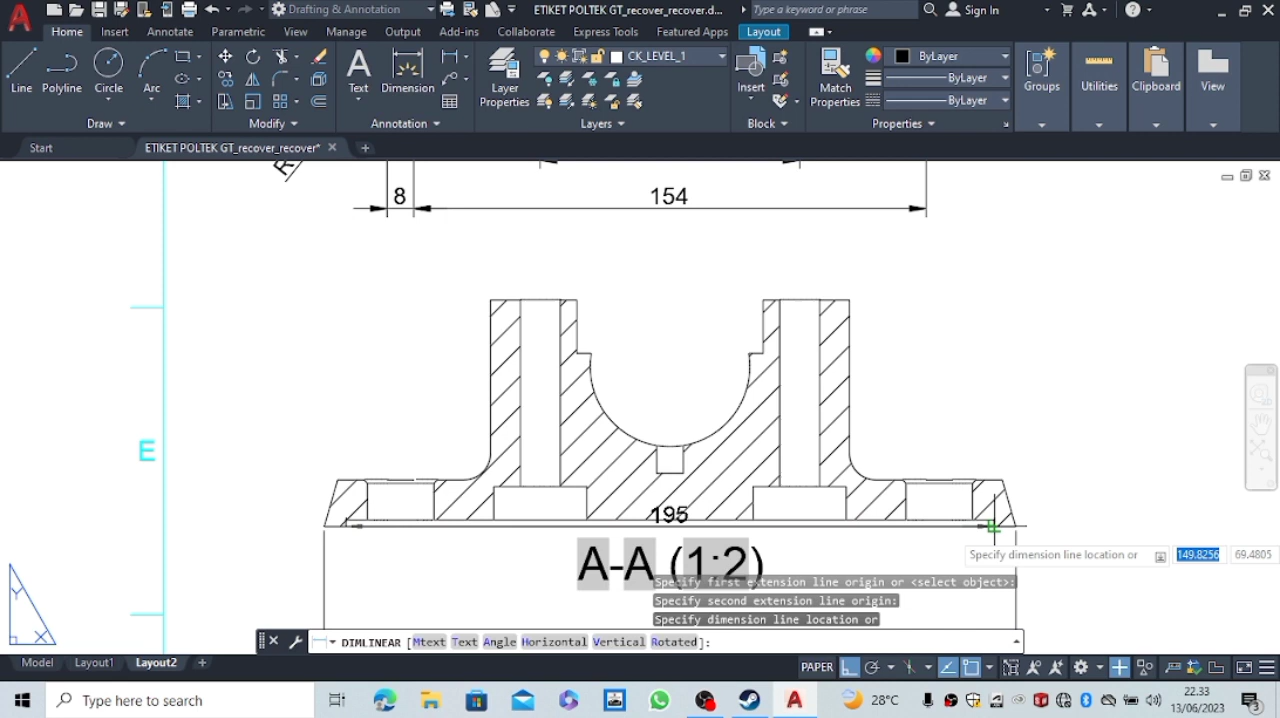 Drafting & Annotation
ETIKET POLTEK GT_recover_recover.d...
Type a keyword or phrase
Sign In
Home Insert Annotate Parametric View Manage Output Add-ins Collaborate Express Tools Featured Apps Layout
Line Polyline Circle Arc
Text Dimension
Layer Properties
CK_LEVEL_1
Insert
Match Properties
ByLayer
ByLayer
ByLayer
Groups Utilities Clipboard View
Draw Modify Annotation Layers Block Properties
Start ETIKET POLTEK GT_recover_recover*
R
8 154
E
195
A-A (1:2)
Specify dimension line location or 149.8256 69.4805
Specify first extension line origin or <select object>:
Specify second extension line origin:
Specify dimension line location or
DIMLINEAR [Mtext Text Angle Horizontal Vertical Rotated]:
Y
X
Model Layout1 Layout2
PAPER
Type here to search
28°C
22.33
13/06/2023
3